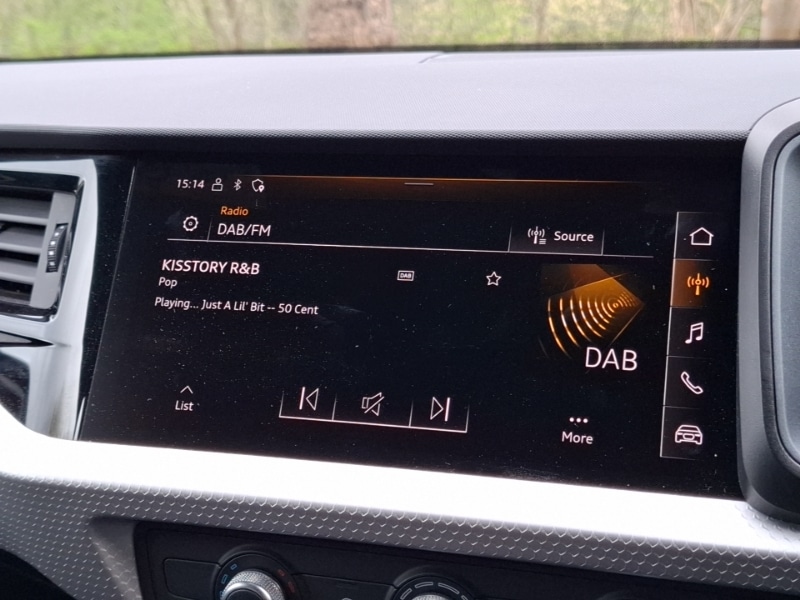 15:14
Radio
DAB/FM
Source
KISSTORY R&B
DAB
Pop
Playing... Just A Lil' Bit -- 50 Cent
DAB
List
More